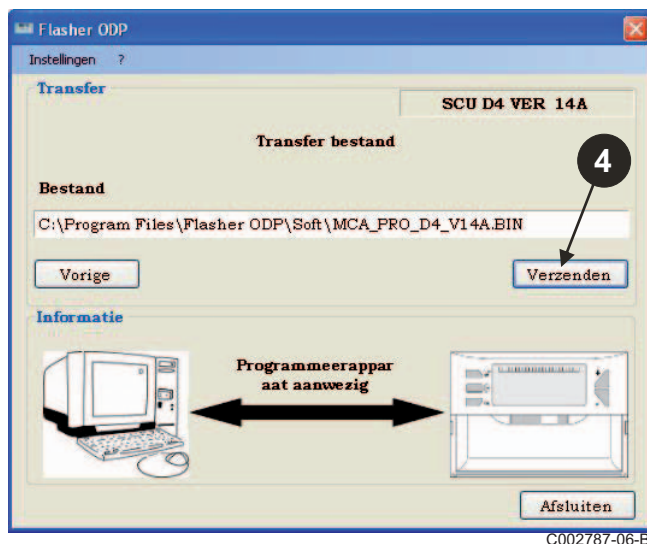 Flasher ODP
Instellingen ?
Transfer
SCU D4 VER 14A
Transfer bestand
4
Bestand
C:\Program Files\Flasher ODP\Soft\MCA_PRO_D4_V14A.BIN
Vorige
Verzenden
Informatie
Programmeerappar
aat aanwezig
Afsluiten
C002787-06-B